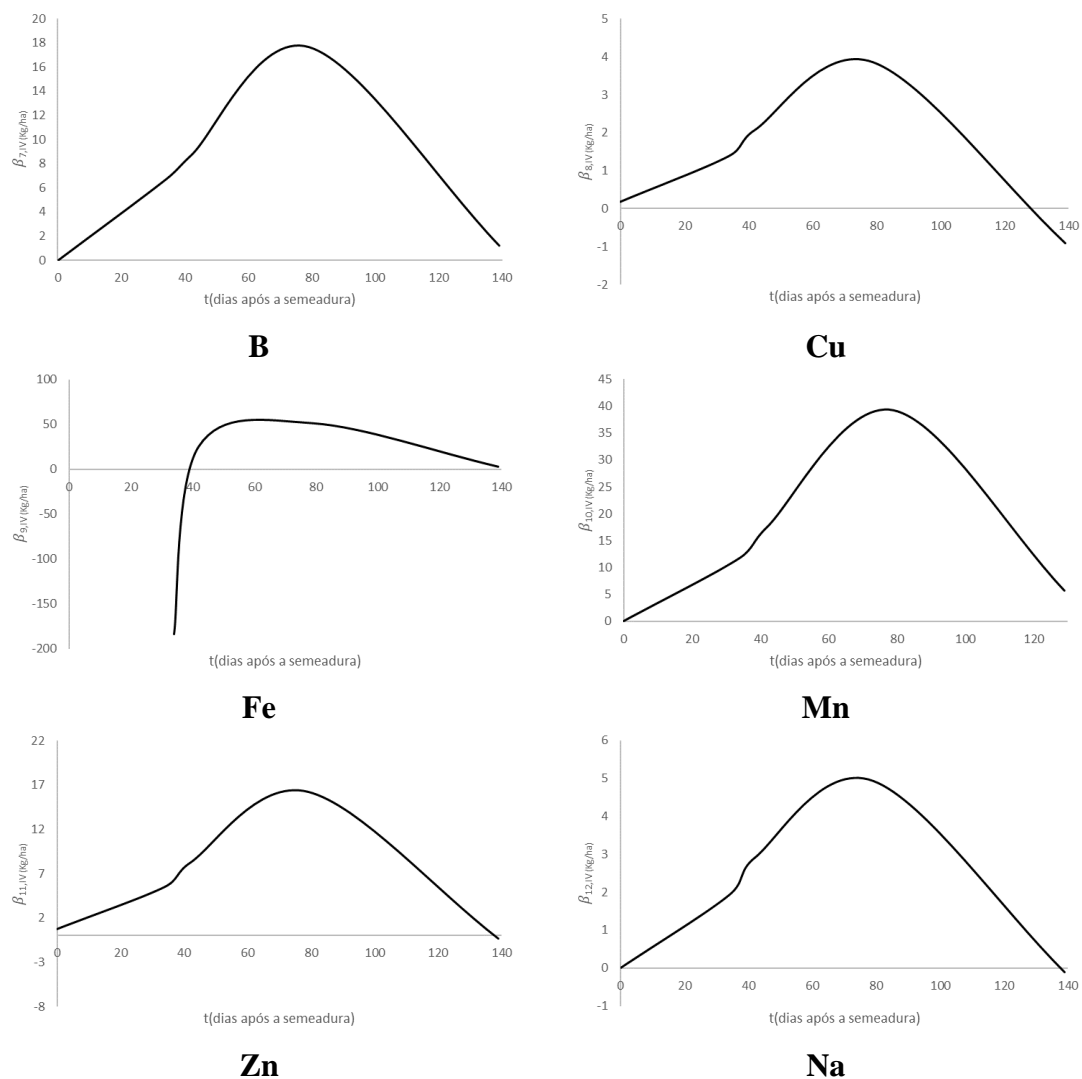 20
18
16
14
12
10
8
6
4
2
0
β7,IV (Kg/ha)
0 20 40 60 80 100 120 140
t(dias após a semeadura)
B
5
4
3
2
1
0
-1
-2
β8,IV (Kg/ha)
0 20 40 60 80 100 120 140
t(dias após a semeadura)
Cu
100
50
0
-50
-100
-150
-200
β9,IV (Kg/ha)
0 20 40 60 80 100 120 140
t(dias após a semeadura)
Fe
45
40
35
30
25
20
15
10
5
0
β10,IV (Kg/ha)
0 20 40 60 80 100 120
t(dias após a semeadura)
Mn
22
17
12
7
2
-3
-8
β11,IV (Kg/ha)
0 20 40 60 80 100 120 140
t(dias após a semeadura)
Zn
6
5
4
3
2
1
0
-1
β12,IV (Kg/ha)
0 20 40 60 80 100 120 140
t(dias após a semeadura)
Na